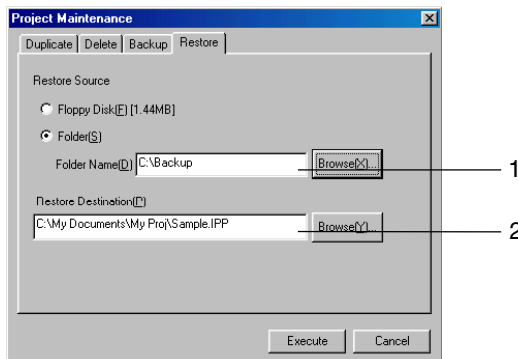 Project Maintenance
Duplicate Delete Backup Restore
Restore Source
Floppy Disk(F) [1.44MB]
Folder(S)
Folder Name(D) C:\Backup Browse(X)... 1
Restore Destination(P)
C:\My Documents\My Proj\Sample.IPP Browse(Y)... 2
Execute Cancel